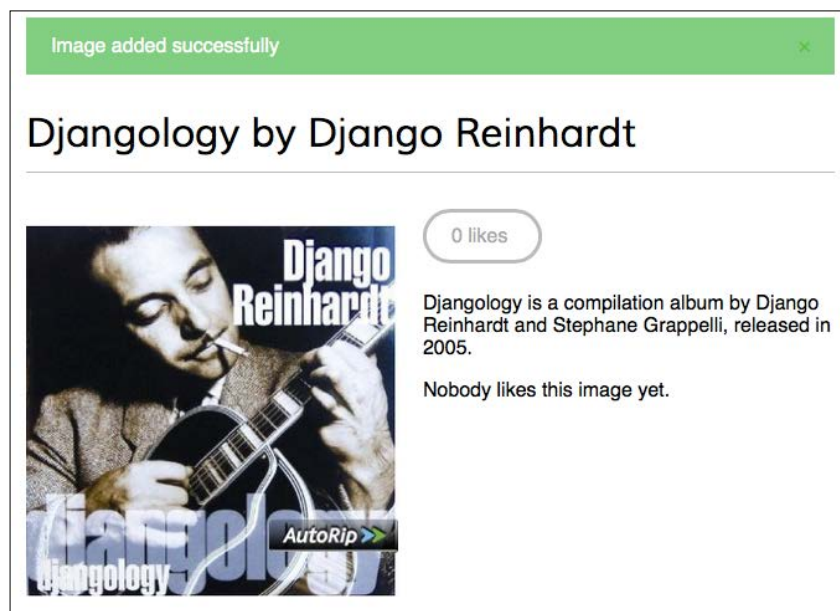 Image added successfully
×
Djangology by Django Reinhardt
0 likes
Django
Reinhardt
djangology
AutoRip
djangology
Djangology is a compilation album by Django
Reinhardt and Stephane Grappelli, released in
2005.
Nobody likes this image yet.